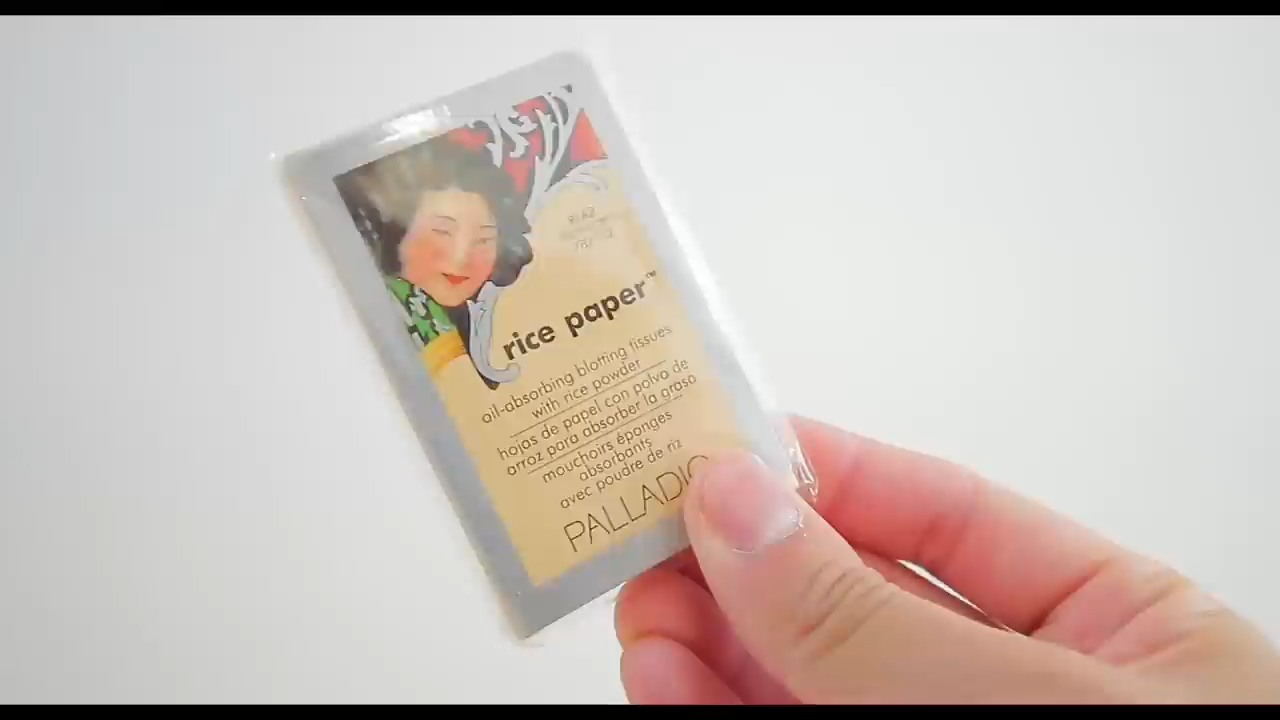 rice paper™
oil-absorbing blotting tissues
with rice powder
hojas de papel con polvo de
arroz para absorber la grasa
mouchoirs éponges
absorbants
avec poudre de riz
PALLADIO